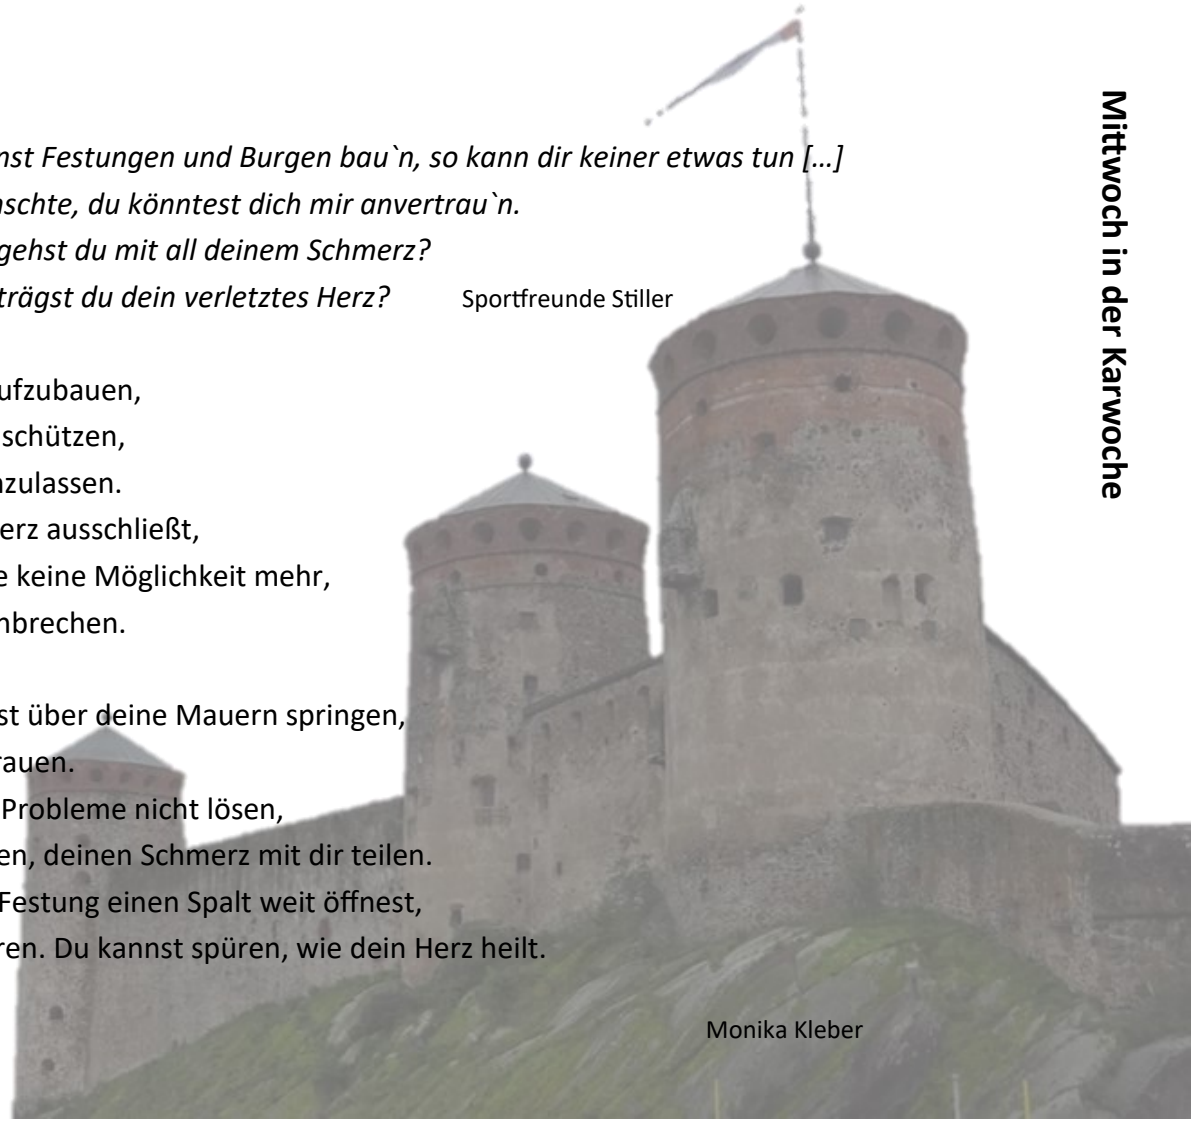 nst Festungen und Burgen bau`n, so kann dir keiner etwas tun […]
nschte, du könntest dich mir anvertrau`n.
gehst du mit all deinem Schmerz?
trägst du dein verletztes Herz? Sportfreunde Stiller
ufzubauen,
schützen,
nzulassen.
erz ausschließt,
e keine Möglichkeit mehr,
nbrechen.
st über deine Mauern springen,
rauen.
Probleme nicht lösen,
en, deinen Schmerz mit dir teilen.
Festung einen Spalt weit öffnest,
ren. Du kannst spüren, wie dein Herz heilt.
Monika Kleber
Mittwoch in der Karwoche